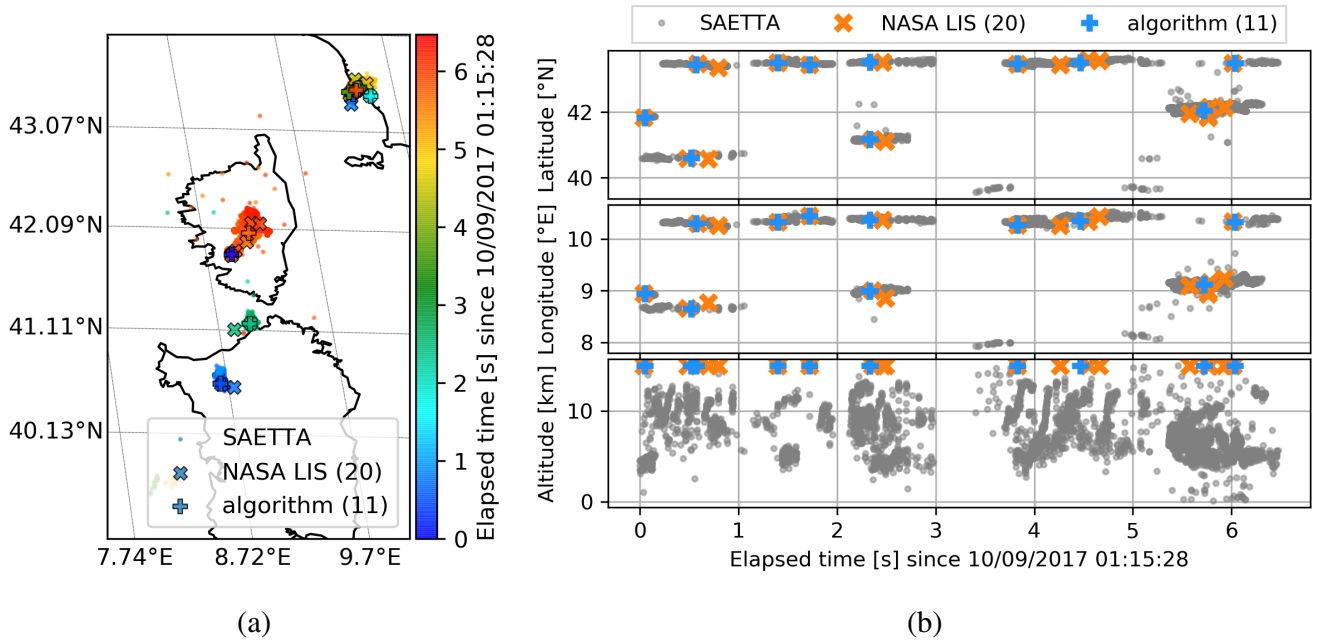 43.07°N
42.09°N
41.11°N
40.13°N
7.74°E 8.72°E 9.7°E
SAETTA
NASA LIS (20)
algorithm (11)
6
5
4
3
2
1
0
Elapsed time [s] since 10/09/2017 01:15:28
(a)
SAETTA NASA LIS (20) algorithm (11)
Latitude [°N]
42
40
Longitude [°E]
10
9
8
Altitude [km]
10
0
0 1 2 3 4 5 6
Elapsed time [s] since 10/09/2017 01:15:28
(b)